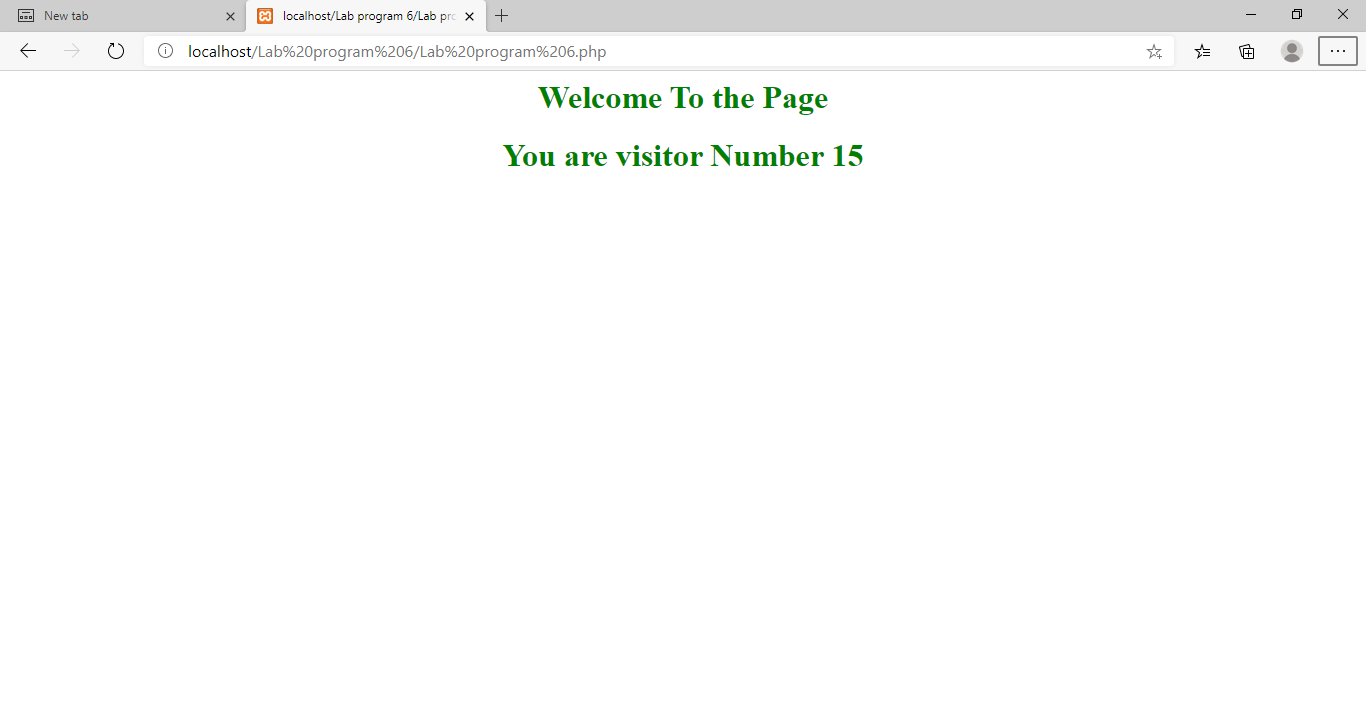 New tab
localhost/Lab program 6/Lab pro
localhost/Lab%20program%206/Lab%20program%206.php
Welcome To the Page
You are visitor Number 15